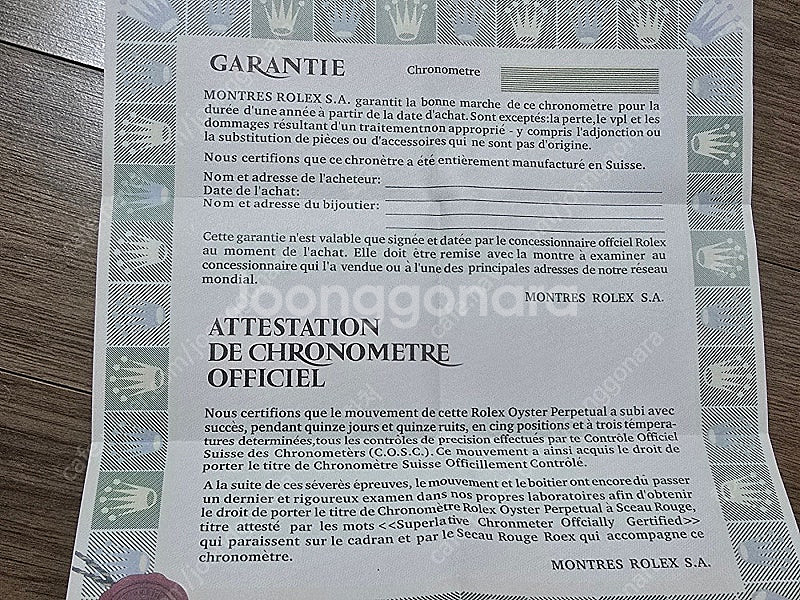 GARANTIE
Chronometre
MONTRES ROLEX S.A. garantit la bonne marche de ce chronomètre pour la
durée d'une année à partir de la date d'achat. Sont exceptés:la perte,le vpl et les
dommages résultant d'un traitementnon approprié - y compris l'adjonction ou
la substitution de pièces ou d'accessoires qui ne sont pas d'origine.
Nous certifions que ce chronètre a été entièrement manufacturé en Suisse.
Nom et adresse de l'acheteur:
Date de l'achat:
Nom et adresse du bijoutier:
Cette garantie n'est valable que signée et datée par le concessionnaire offciel Rolex
au moment de l'achat. Elle doit être remise avec la montre à examiner au
concessionnaire qui l'a vendue ou à l'une des principales adresses de notre réseau
mondial.
MONTRES ROLEX S.A.
joonggonara
ATTESTATION
DE CHRONOMETRE
OFFICIEL
Nous certifions que le mouvement de cette Rolex Oyster Perpetual a subi avec
succès, pendant quinze jours et quinze ruits, en cinq positions et à trois tèmpera-
tures determinées,tous les contrôles de precision effectués par te Contrôle Officiel
Suisse des Chronometèrs (C.O.S.C.). Ce mouvement a ainsi acquis le droit de
porter le titre de Chronomètre Suisse Officillement Contrôlé.
A la suite de ces sévères épreuves, le mouvement et le boitier ont encore dû passer
un dernier et rigoureux examen dans nos propres laboratoires afin d'obtenir
le droit de porter le titre de Chronomètre Rolex Oyster Perpetual à Sceau Rouge,
titre attesté par les mots <<Superlative Chronmeter Offcially Gertified>>
qui paraissent sur le cadran et par le Secau Rouge Roex qui accompagne ce
chronomètre.
MONTRES ROLEX S.A.